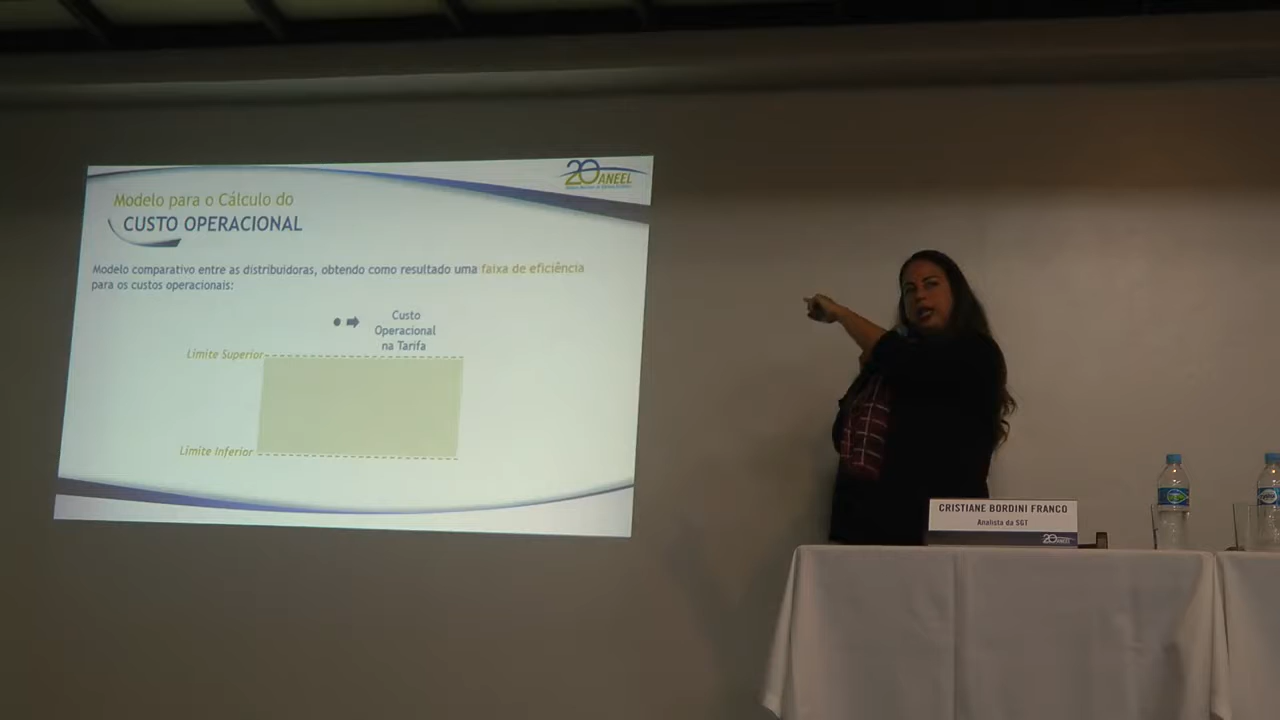 20 ANEEL
Modelo para o Cálculo do
CUSTO OPERACIONAL
Modelo comparativo entre as distribuidoras, obtendo como resultado uma faixa de eficiência
para os custos operacionais:
Custo
Operacional
na Tarifa
Limite Superior
Limite Inferior
CRISTIANE BORDINI FRANCO
Analista da SGT
20 ANEEL